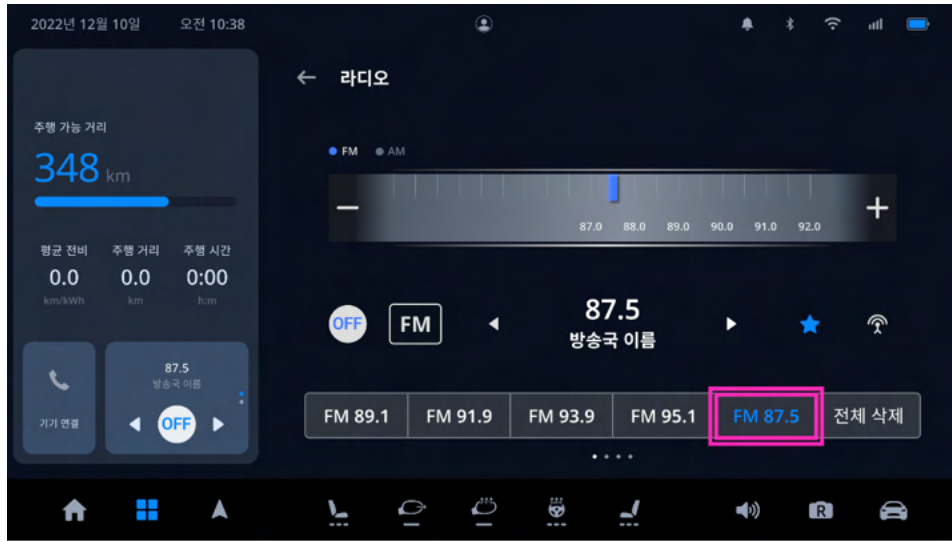 2022년 12월 10일 오전 10:38
라디오
주행 가능 거리
348 km
평균 전비 주행 거리 주행 시간
0.0 0.0 0:00
km/kWh km h:m
기기 연결
87.5
방송국 이름
OFF
FM AM
− +
87.0 88.0 89.0 90.0 91.0 92.0
OFF FM
87.5
방송국 이름
FM 89.1 FM 91.9 FM 93.9 FM 95.1 FM 87.5 전체 삭제
R